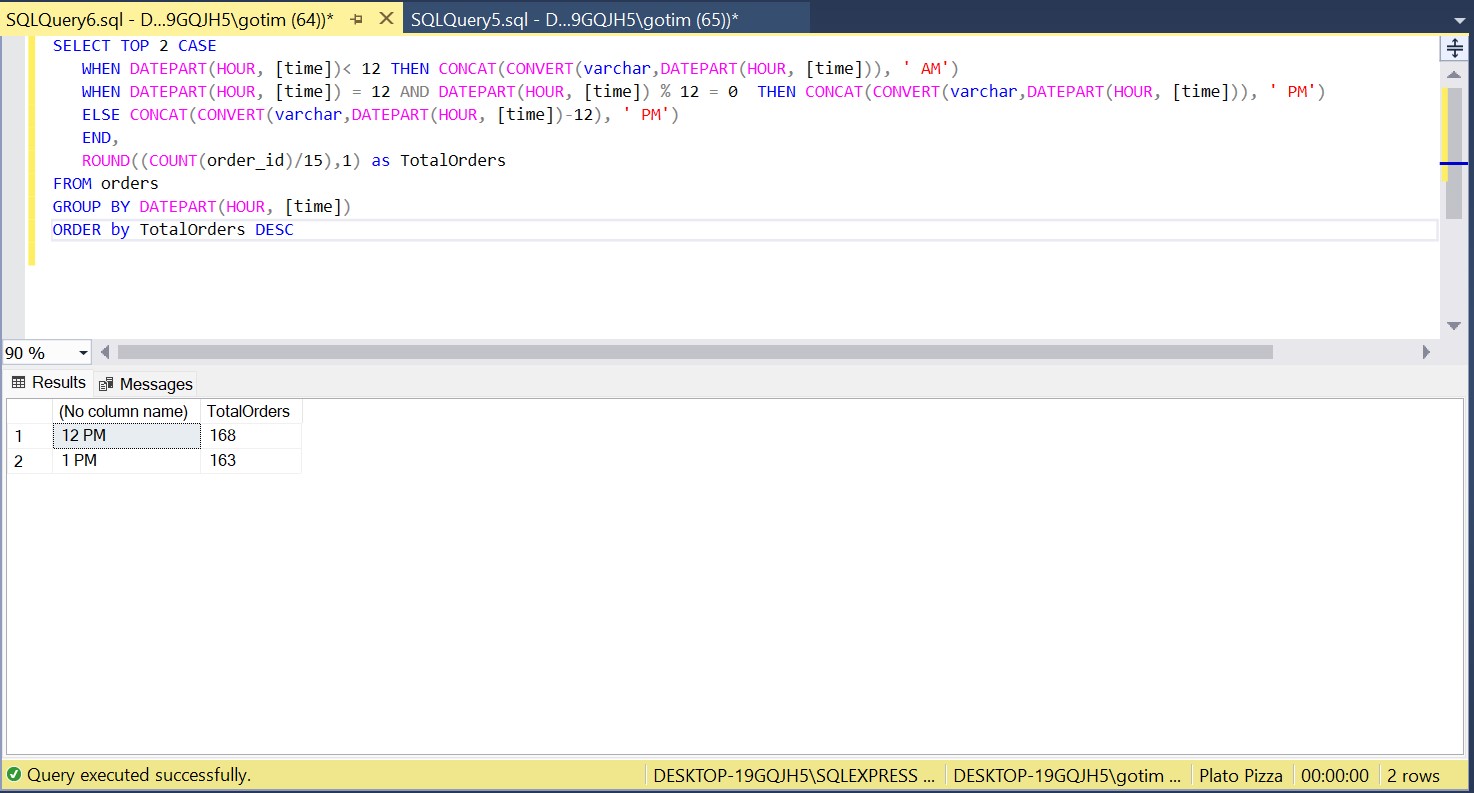 SQLQuery6.sql - D...9GQJH5\gotim (64))* SQLQuery5.sql - D...9GQJH5\gotim (65))*
SELECT TOP 2 CASE
WHEN DATEPART(HOUR, [time])< 12 THEN CONCAT(CONVERT(varchar,DATEPART(HOUR, [time])), ' AM')
WHEN DATEPART(HOUR, [time]) = 12 AND DATEPART(HOUR, [time]) % 12 = 0  THEN CONCAT(CONVERT(varchar,DATEPART(HOUR, [time])), ' PM')
ELSE CONCAT(CONVERT(varchar,DATEPART(HOUR, [time])-12), ' PM')
END,
ROUND((COUNT(order_id)/15),1) as TotalOrders
FROM orders
GROUP BY DATEPART(HOUR, [time])
ORDER by TotalOrders DESC
90 %
Results Messages
(No column name) TotalOrders
1 12 PM 168
2 1 PM 163
Query executed successfully. DESKTOP-19GQJH5\SQLEXPRESS ... DESKTOP-19GQJH5\gotim ... Plato Pizza 00:00:00 2 rows